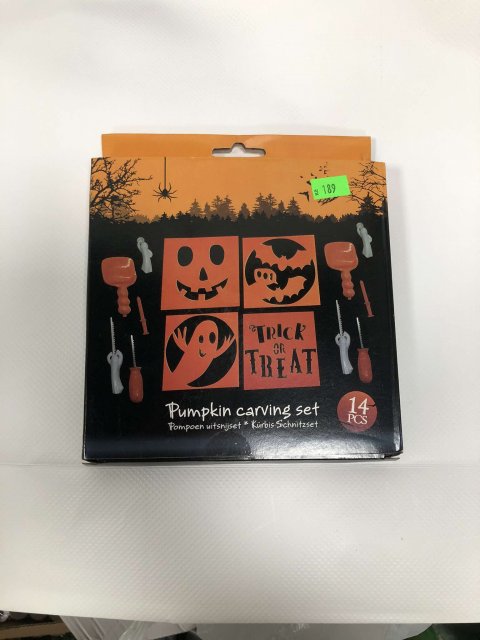 189
TRICK
OR
TREAT
Pumpkin carving set
Pompoen uitsnijset * Kürbis Schnitzset
14
PCS